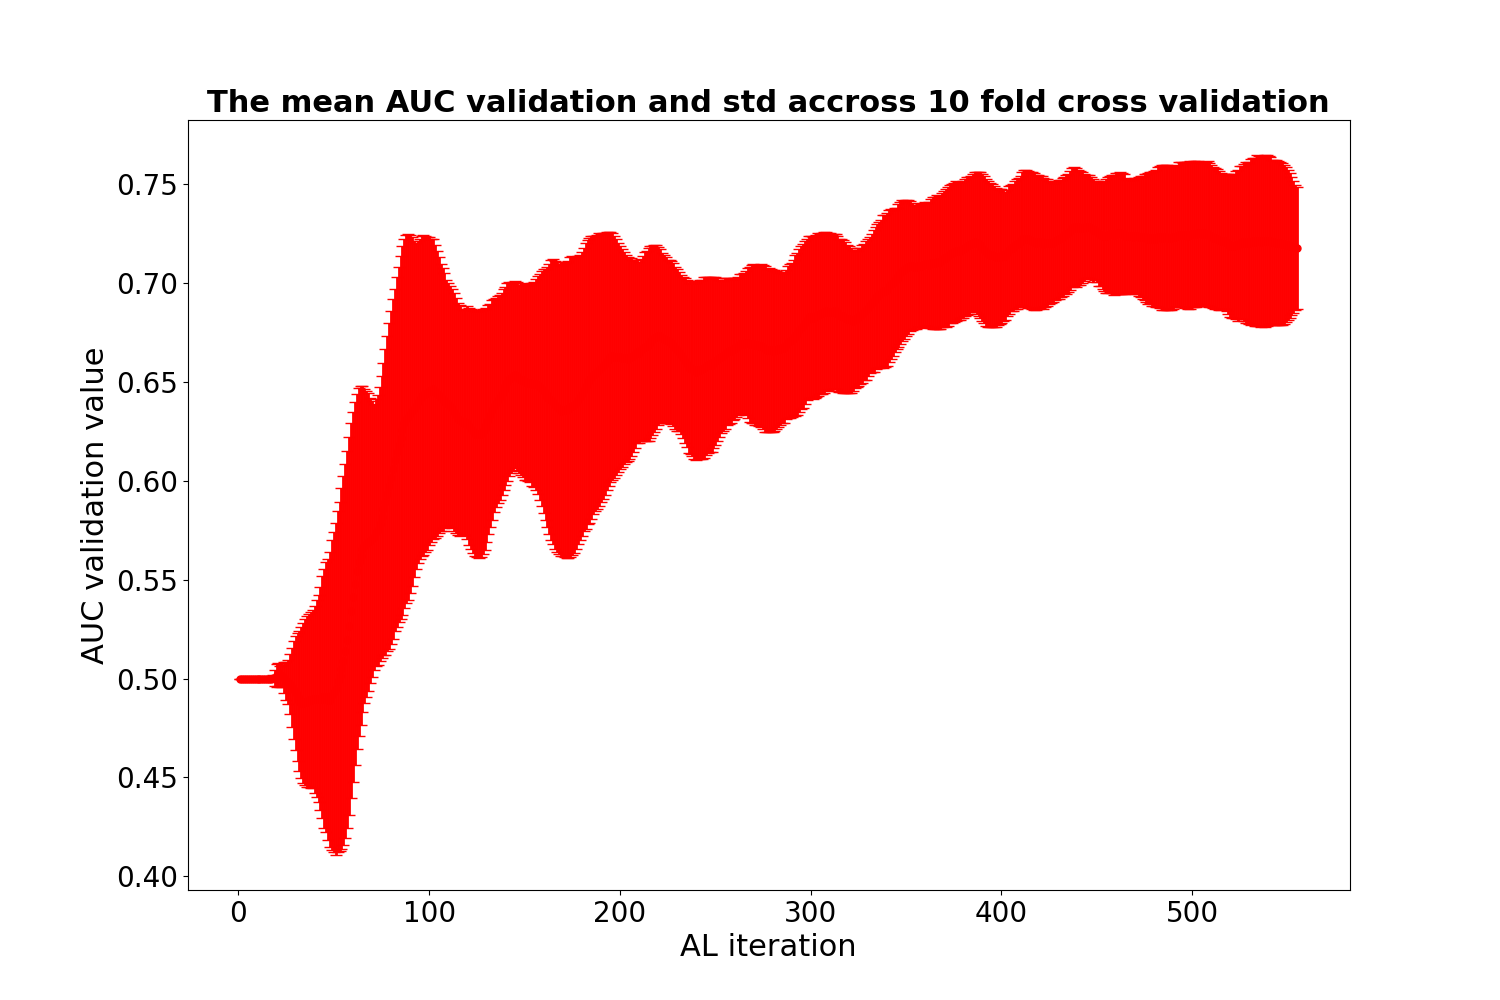 The mean AUC validation and std accross 10 fold cross validation
0.75
0.70
0.65
0.60
0.55
0.50
0.45
0.40
AUC validation value
0 100 200 300 400 500
AL iteration